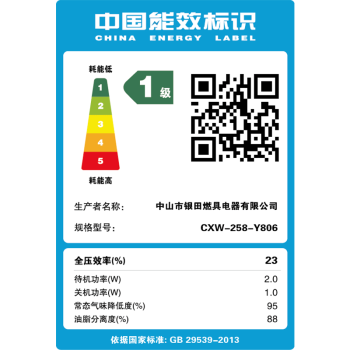 中国能效标识
CHINA ENERGY LABEL
耗能低
1
2
3
4
5
耗能高
1级
生产者名称： 中山市银田燃具电器有限公司
规格型号： CXW-258-Y806
全压效率(%) 23
待机功率(W) 2.0
关机功率(W) 1.0
常态气味降低度(%) 95
油脂分离度(%) 88
依据国家标准: GB 29539-2013